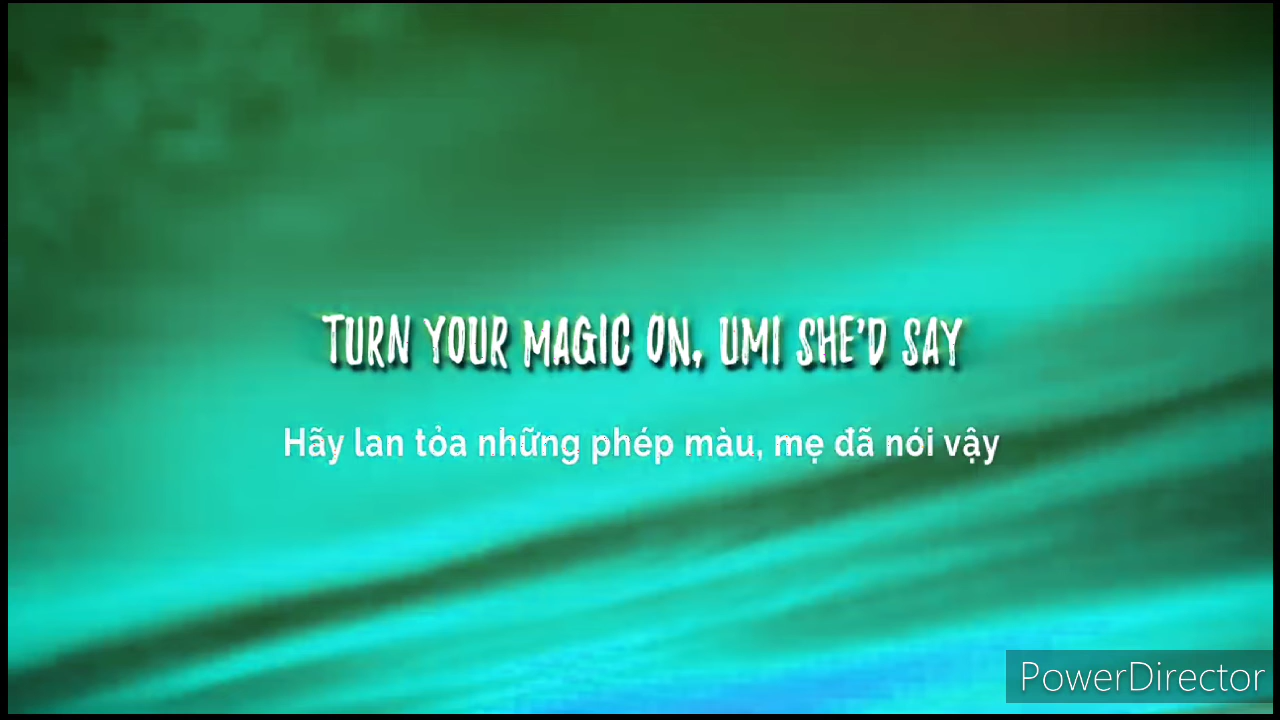 TURN YOUR MAGIC ON, UMI SHE'D SAY
Hãy lan tỏa những phép màu, mẹ đã nói vậy
PowerDirector